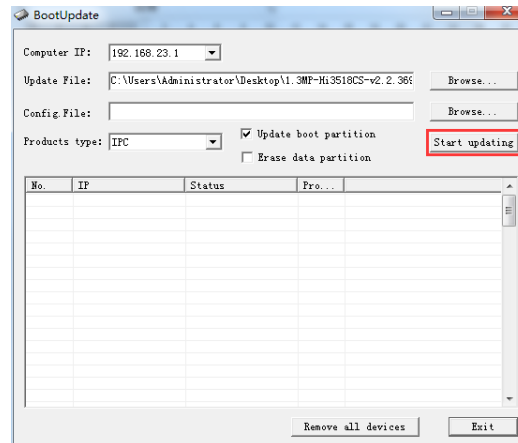 BootUpdate
Computer IP: 192.168.23.1
Update File: C:\Users\Administrator\Desktop\1.3MP-Hi3518CS-v2.2.369 Browse...
Config.File: Browse...
Products type: IPC
Update boot partition
Start updating
Erase data partition
No. IP Status Pro...
Remove all devices Exit